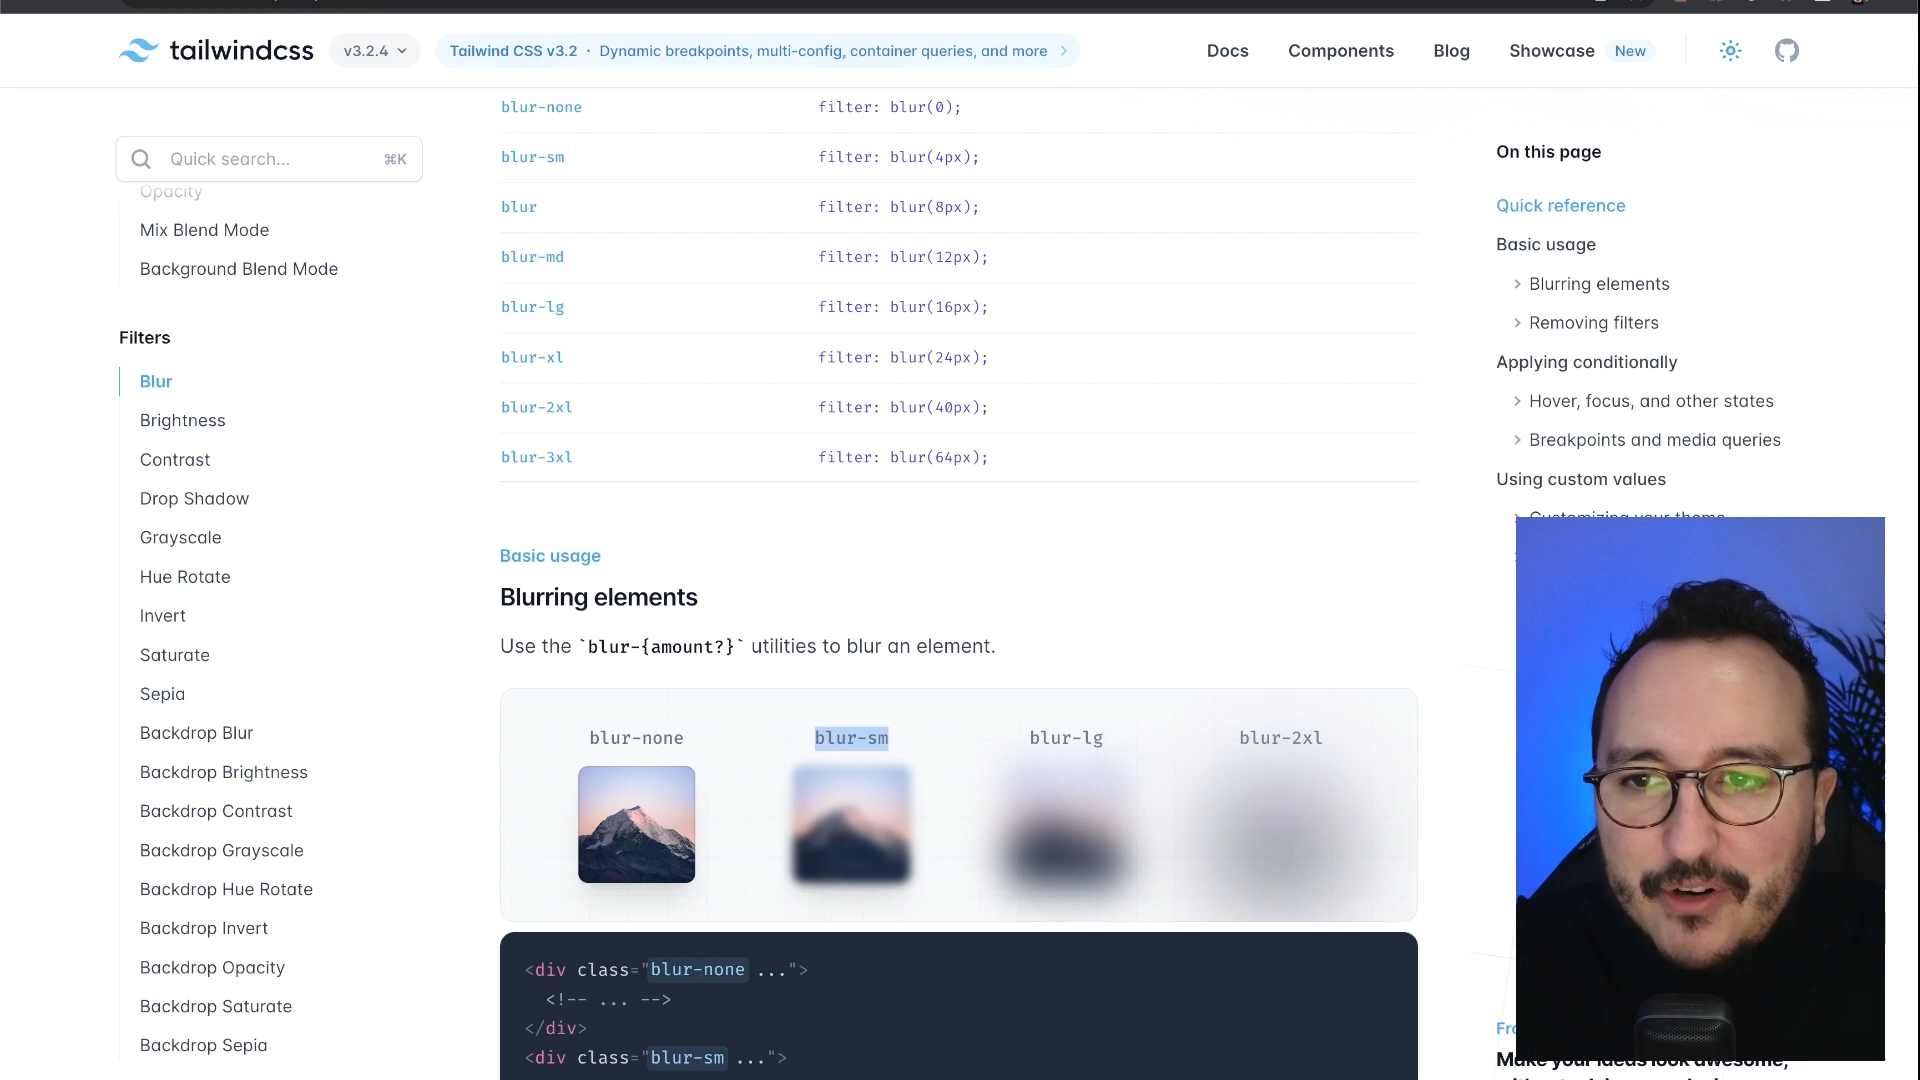 tailwindcss
v3.2.4
Tailwind CSS v3.2 · Dynamic breakpoints, multi-config, container queries, and more
Docs
Components
Blog
Showcase
New
Quick search...
⌘K
Opacity
Mix Blend Mode
Background Blend Mode
Filters
Blur
Brightness
Contrast
Drop Shadow
Grayscale
Hue Rotate
Invert
Saturate
Sepia
Backdrop Blur
Backdrop Brightness
Backdrop Contrast
Backdrop Grayscale
Backdrop Hue Rotate
Backdrop Invert
Backdrop Opacity
Backdrop Saturate
Backdrop Sepia
blur-none filter: blur(0);
blur-sm filter: blur(4px);
blur filter: blur(8px);
blur-md filter: blur(12px);
blur-lg filter: blur(16px);
blur-xl filter: blur(24px);
blur-2xl filter: blur(40px);
blur-3xl filter: blur(64px);
Basic usage
Blurring elements
Use the `blur-{amount?}` utilities to blur an element.
blur-none
blur-sm
blur-lg
blur-2xl
<div class="blur-none ...">
<!-- ... -->
</div>
<div class="blur-sm ...">
On this page
Quick reference
Basic usage
Blurring elements
Removing filters
Applying conditionally
Hover, focus, and other states
Breakpoints and media queries
Using custom values
Customizing your theme
Make your ideas look awesome,